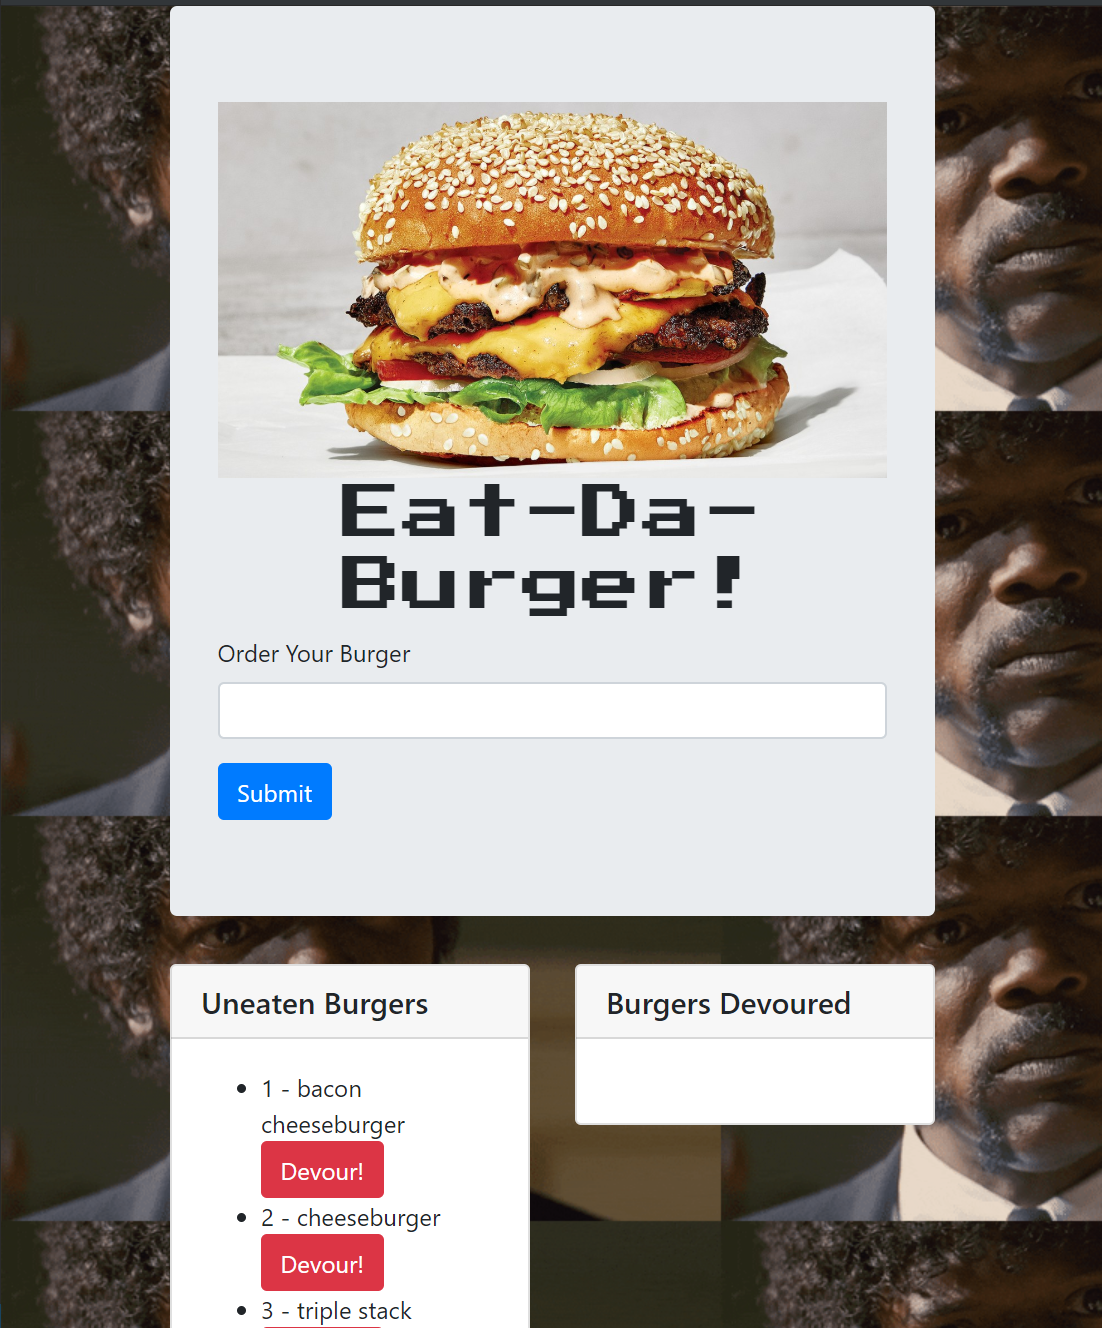 Eat-Da-
Burger!
Order Your Burger
Submit
Uneaten Burgers
1 - bacon
cheeseburger
Devour!
2 - cheeseburger
Devour!
3 - triple stack
Burgers Devoured